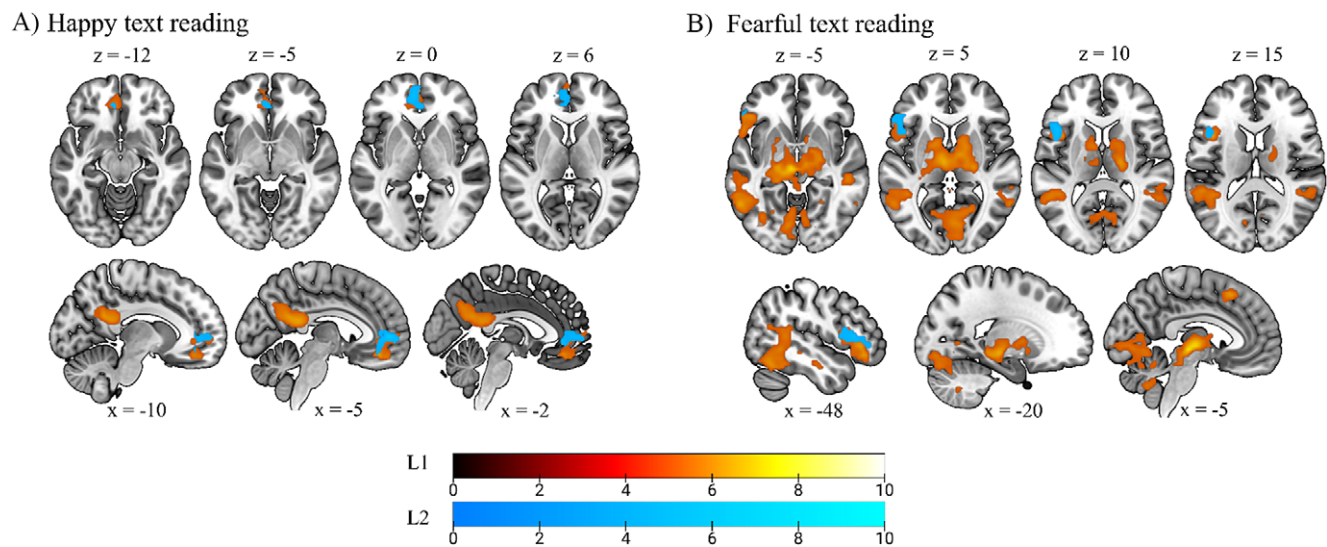 A) Happy text reading
z = -12 z = -5 z = 0 z = 6
x = -10 x = -5 x = -2
B) Fearful text reading
z = -5 z = 5 z = 10 z = 15
x = -48 x = -20 x = -5
L1
0 2 4 6 8 10
L2
0 2 4 6 8 10